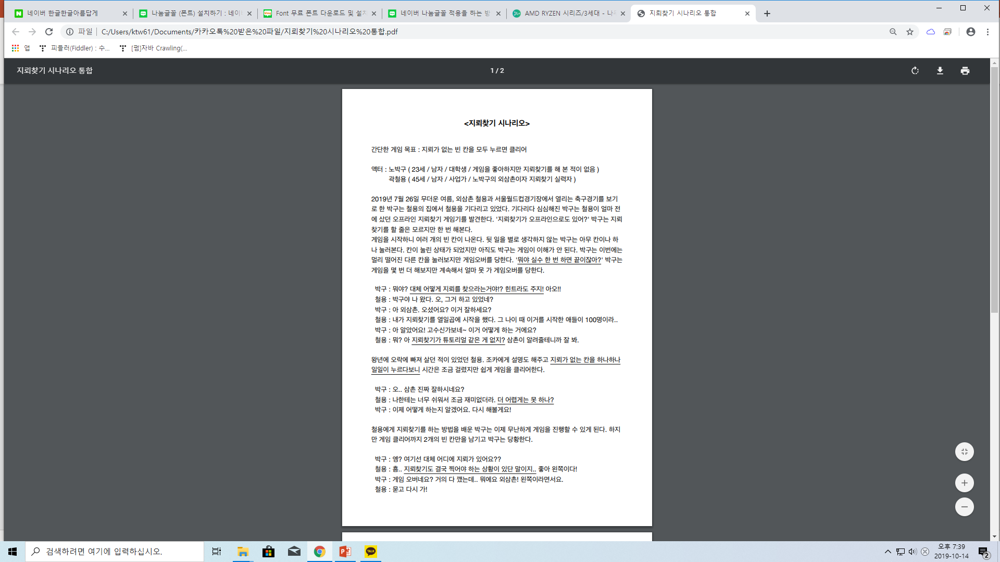 네이버 한글한글아름답게
나눔글꼴 (폰트) 설치하기 : 네이
Font 무료 폰트 다운로드 및 설치
네이버 나눔글꼴 적용을 하는 방
AMD RYZEN 시리즈/3세대 - 나무
지뢰찾기 시나리오 통합
파일
C:/Users/ktw61/Documents/카카오톡%20받은%20파일/지뢰찾기%20시나리오%20통합.pdf
앱
피들러(Fiddler) : 수...
[펌]자바 Crawling(...
지뢰찾기 시나리오 통합
1 / 2
<지뢰찾기 시나리오>
간단한 게임 목표 : 지뢰가 없는 빈 칸을 모두 누르면 클리어
액터 : 노박구 ( 23세 / 남자 / 대학생 / 게임을 좋아하지만 지뢰찾기를 해 본 적이 없음 )
곽철용 ( 45세 / 남자 / 사업가 / 노박구의 외삼촌이자 지뢰찾기 실력자 )
2019년 7월 26일 무더운 여름, 외삼촌 철용과 서울월드컵경기장에서 열리는 축구경기를 보기
로 한 박구는 철용의 집에서 철용을 기다리고 있었다. 기다리다 심심해진 박구는 철용이 얼마 전
에 샀던 오프라인 지뢰찾기 게임기를 발견한다. '지뢰찾기가 오프라인으로도 있어?' 박구는 지뢰
찾기를 할 줄은 모르지만 한 번 해본다.
게임을 시작하니 여러 개의 빈 칸이 나온다. 뒷 일을 별로 생각하지 않는 박구는 아무 칸이나 하
나 눌러본다. 칸이 눌린 상태가 되었지만 아직도 박구는 게임이 이해가 안 된다. 박구는 이번에는
멀리 떨어진 다른 칸을 눌러보지만 게임오버를 당한다. '뭐야 실수 한 번 하면 끝이잖아?' 박구는
게임을 몇 번 더 해보지만 계속해서 얼마 못 가 게임오버를 당한다.
박구 : 뭐야? 대체 어떻게 지뢰를 찾으라는거야!? 힌트라도 주지! 아오!!
철용 : 박구야 나 왔다. 오, 그거 하고 있었네?
박구 : 아 외삼촌. 오셨어요? 이거 잘하세요?
철용 : 내가 지뢰찾기를 열일곱에 시작을 했다. 그 나이 때 이거를 시작한 애들이 100명이라..
박구 : 아 알았어요! 고수신가보네~ 이거 어떻게 하는 거에요?
철용 : 뭐? 아 지뢰찾기가 튜토리얼 같은 게 없지? 삼촌이 알려줄테니까 잘 봐.
왕년에 오락에 빠져 살던 적이 있었던 철용. 조카에게 설명도 해주고 지뢰가 없는 칸을 하나하나
일일이 누르다보니 시간은 조금 걸렸지만 쉽게 게임을 클리어한다.
박구 : 오.. 삼촌 진짜 잘하시네요?
철용 : 나한테는 너무 쉬워서 조금 재미없더라. 더 어렵게는 못 하나?
박구 : 이제 어떻게 하는지 알겠어요. 다시 해볼게요!
철용에게 지뢰찾기를 하는 방법을 배운 박구는 이제 무난하게 게임을 진행할 수 있게 된다. 하지
만 게임 클리어까지 2개의 빈 칸만을 남기고 박구는 당황한다.
박구 : 엥? 여기선 대체 어디에 지뢰가 있어요??
철용 : 흠.. 지뢰찾기도 결국 찍어야 하는 상황이 있단 말이지.. 좋아 왼쪽이다!
박구 : 게임 오버네요? 거의 다 깼는데.. 뭐에요 외삼촌! 왼쪽이라면서요.
철용 : 묻고 다시 가!
검색하려면 여기에 입력하십시오.
TALK
오후 7:39
2019-10-14
2